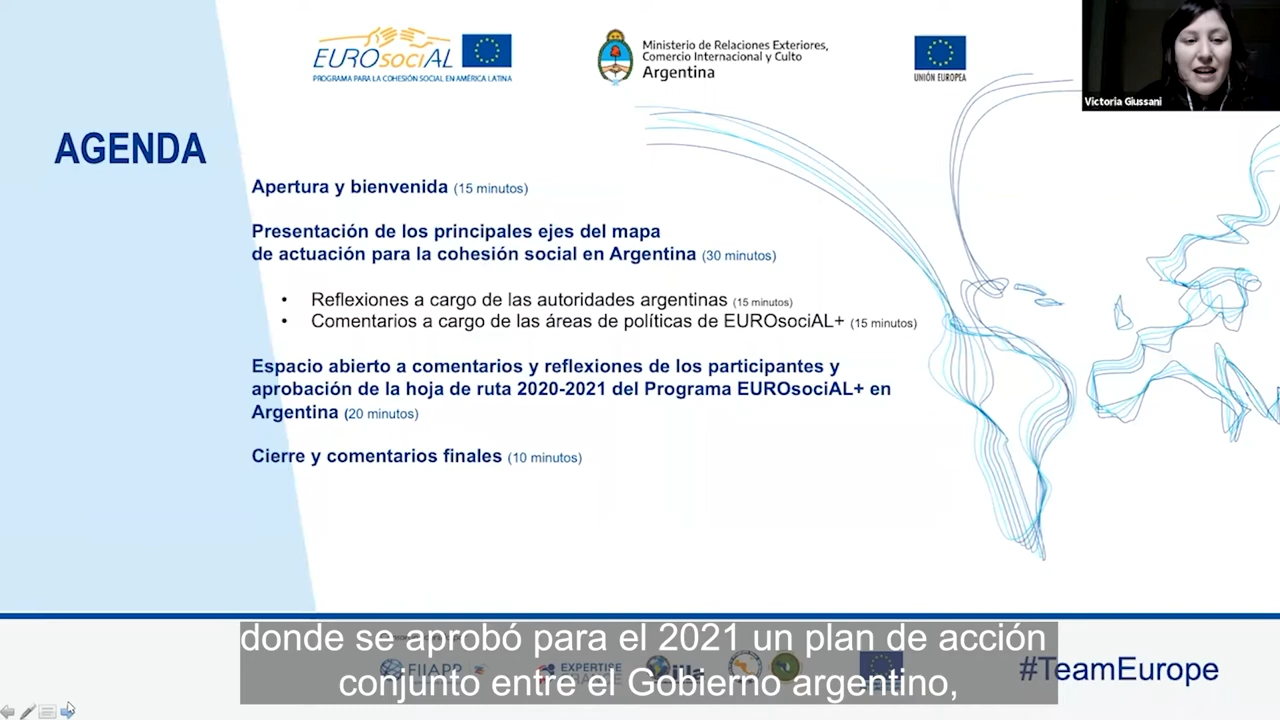 EUROsociAL
PROGRAMA PARA LA COHESIÓN SOCIAL EN AMÉRICA LATINA
Ministerio de Relaciones Exteriores,
Comercio Internacional y Culto
Argentina
UNIÓN EUROPEA
Victoria Giussani
AGENDA
Apertura y bienvenida (15 minutos)
Presentación de los principales ejes del mapa
de actuación para la cohesión social en Argentina (30 minutos)
• Reflexiones a cargo de las autoridades argentinas (15 minutos)
• Comentarios a cargo de las áreas de políticas de EUROsociAL+ (15 minutos)
Espacio abierto a comentarios y reflexiones de los participantes y
aprobación de la hoja de ruta 2020-2021 del Programa EUROsociAL+ en
Argentina (20 minutos)
Cierre y comentarios finales (10 minutos)
donde se aprobó para el 2021 un plan de acción
conjunto entre el Gobierno argentino,
FIIAPP
EXPERTISE
FRANCE
#TeamEurope